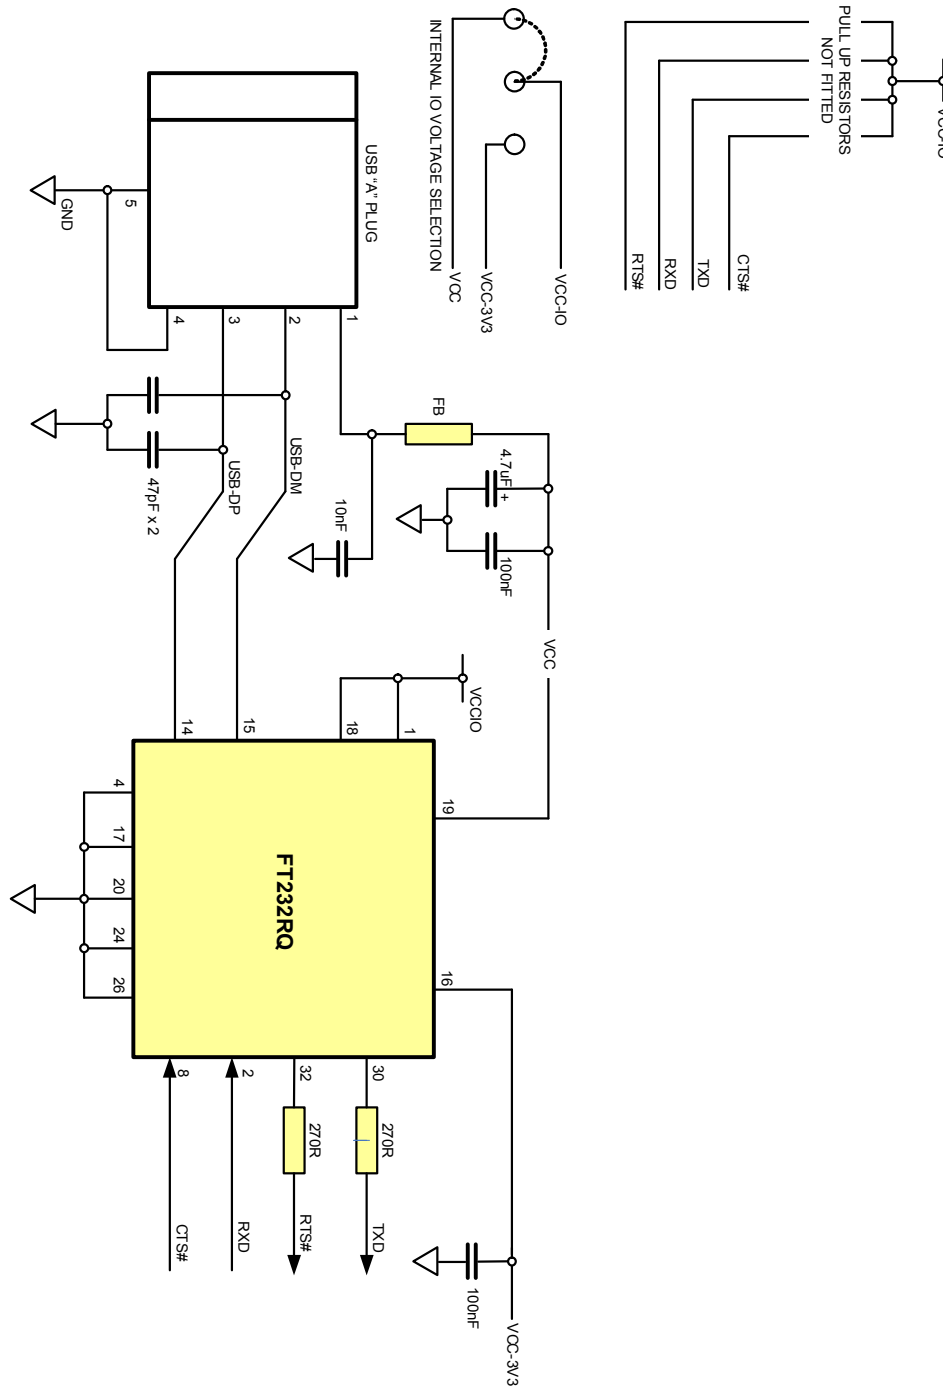 VCC-IO
PULL UP RESISTORS
NOT FITTED
CTS#
TXD
RXD
RTS#
VCC-IO
VCC-3V3
VCC
INTERNAL IO VOLTAGE SELECTION
USB “A” PLUG
5
GND
1
2
3
4
FB
4.7uF
+
100nF
10nF
USB-DM
USB-DP
47pF x 2
VCC
VCCIO
14
15
18
1
19
16
4
17
20
24
26
FT232RQ
30
32
2
8
270R
270R
TXD
RTS#
RXD
CTS#
100nF
VCC-3V3